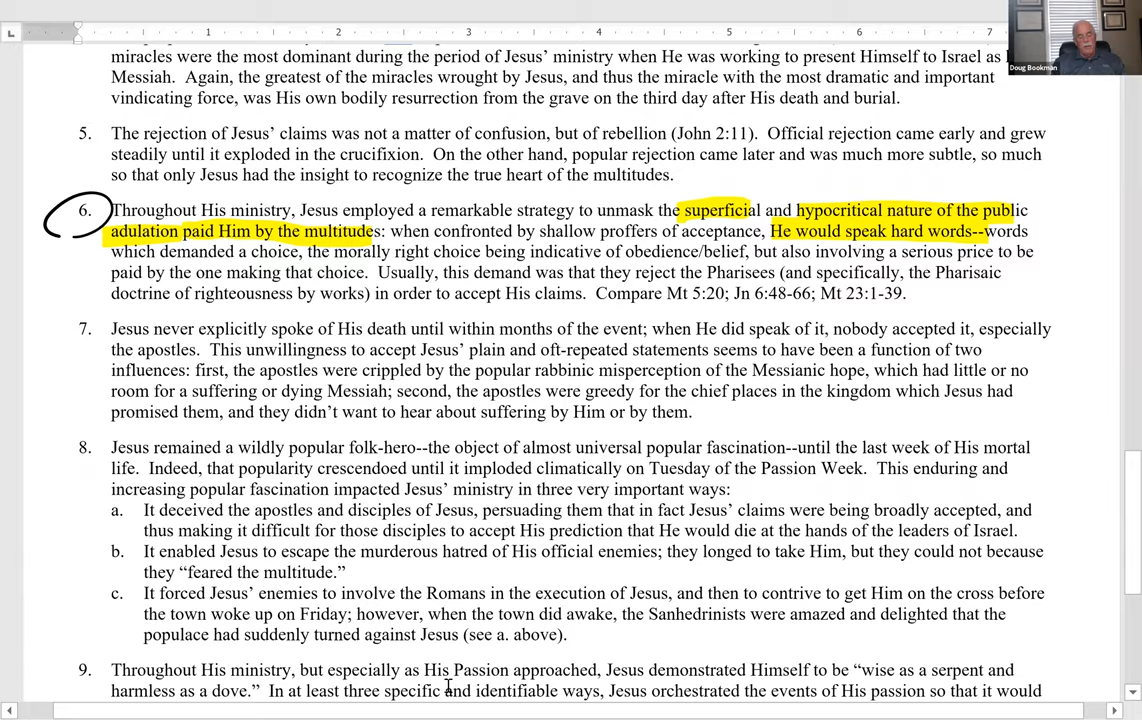 1 2 3 4 5 6 7
Doug Bookman
miracles were the most dominant during the period of Jesus' ministry when He was working to present Himself to Israel as
Messiah. Again, the greatest of the miracles wrought by Jesus, and thus the miracle with the most dramatic and important
vindicating force, was His own bodily resurrection from the grave on the third day after His death and burial.
5. The rejection of Jesus' claims was not a matter of confusion, but of rebellion (John 2:11). Official rejection came early and grew
steadily until it exploded in the crucifixion. On the other hand, popular rejection came later and was much more subtle, so much
so that only Jesus had the insight to recognize the true heart of the multitudes.
6. Throughout His ministry, Jesus employed a remarkable strategy to unmask the superficial and hypocritical nature of the public
adulation paid Him by the multitudes: when confronted by shallow proffers of acceptance, He would speak hard words--words
which demanded a choice, the morally right choice being indicative of obedience/belief, but also involving a serious price to be
paid by the one making that choice. Usually, this demand was that they reject the Pharisees (and specifically, the Pharisaic
doctrine of righteousness by works) in order to accept His claims. Compare Mt 5:20; Jn 6:48-66; Mt 23:1-39.
7. Jesus never explicitly spoke of His death until within months of the event; when He did speak of it, nobody accepted it, especially
the apostles. This unwillingness to accept Jesus' plain and oft-repeated statements seems to have been a function of two
influences: first, the apostles were crippled by the popular rabbinic misperception of the Messianic hope, which had little or no
room for a suffering or dying Messiah; second, the apostles were greedy for the chief places in the kingdom which Jesus had
promised them, and they didn't want to hear about suffering by Him or by them.
8. Jesus remained a wildly popular folk-hero--the object of almost universal popular fascination--until the last week of His mortal
life. Indeed, that popularity crescendoed until it imploded climatically on Tuesday of the Passion Week. This enduring and
increasing popular fascination impacted Jesus' ministry in three very important ways:
a. It deceived the apostles and disciples of Jesus, persuading them that in fact Jesus' claims were being broadly accepted, and
thus making it difficult for those disciples to accept His prediction that He would die at the hands of the leaders of Israel.
b. It enabled Jesus to escape the murderous hatred of His official enemies; they longed to take Him, but they could not because
they “feared the multitude.”
c. It forced Jesus' enemies to involve the Romans in the execution of Jesus, and then to contrive to get Him on the cross before
the town woke up on Friday; however, when the town did awake, the Sanhedrinists were amazed and delighted that the
populace had suddenly turned against Jesus (see a. above).
9. Throughout His ministry, but especially as His Passion approached, Jesus demonstrated Himself to be “wise as a serpent and
harmless as a dove.” In at least three specific and identifiable ways, Jesus orchestrated the events of His passion so that it would